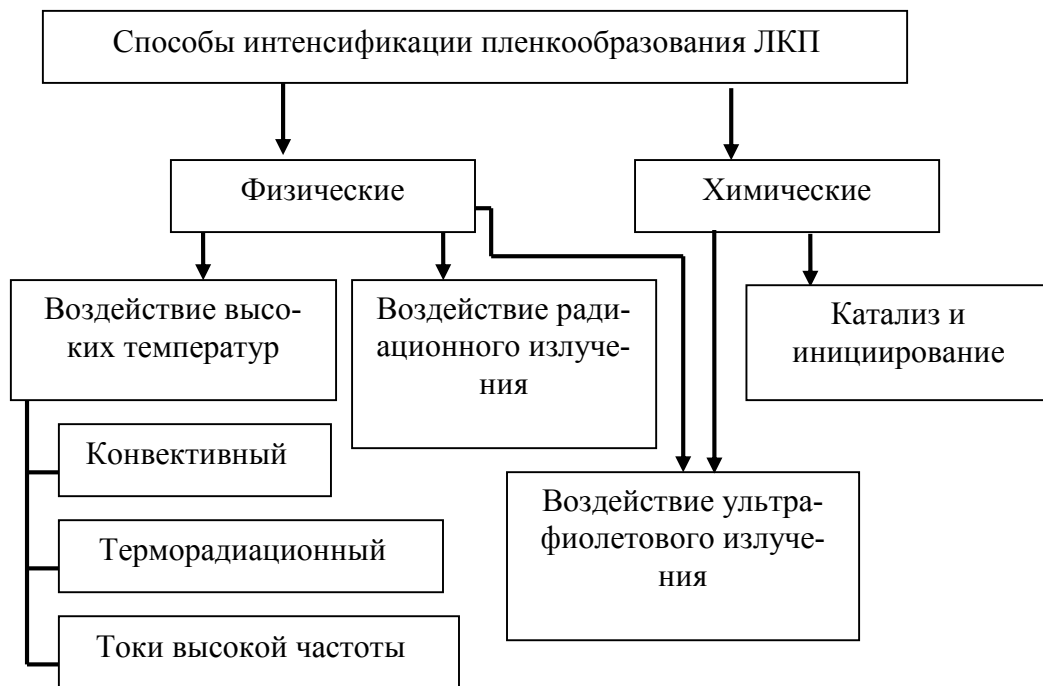 Способы интенсификации пленкообразования ЛКП
Физические
Химические
Воздействие высо-
ких температур
Воздействие ради-
ационного излуче-
ния
Катализ и
инициирование
Конвективный
Терморадиационный
Токи высокой частоты
Воздействие ультра-
фиолетового излуче-
ния